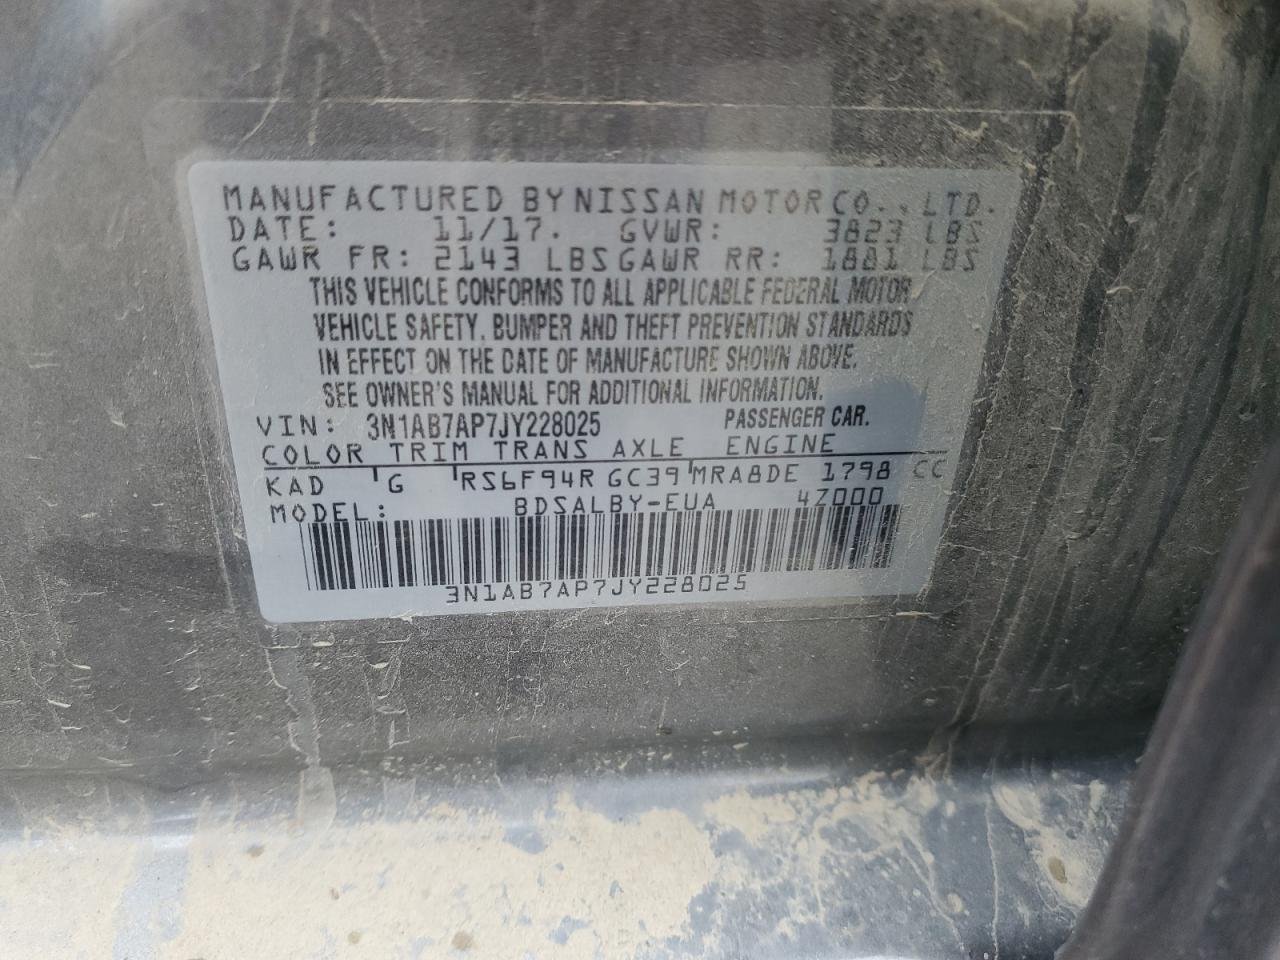 MANUFACTURED BY NISSAN MOTOR CO., LTD.
DATE: 11/17. GVWR: 3823 LBS
GAWR FR: 2143 LBS GAWR RR: 1881 LBS
THIS VEHICLE CONFORMS TO ALL APPLICABLE FEDERAL MOTOR
VEHICLE SAFETY, BUMPER AND THEFT PREVENTION STANDARDS
IN EFFECT ON THE DATE OF MANUFACTURE SHOWN ABOVE.
SEE OWNER'S MANUAL FOR ADDITIONAL INFORMATION.
VIN: 3N1AB7AP7JY228025 PASSENGER CAR.
COLOR TRIM TRANS AXLE ENGINE
KAD G RS6F94R GC39 MRA8DE 1798 CC
MODEL: BDSALBY-EUA 4Z000
3N1AB7AP7JY228025